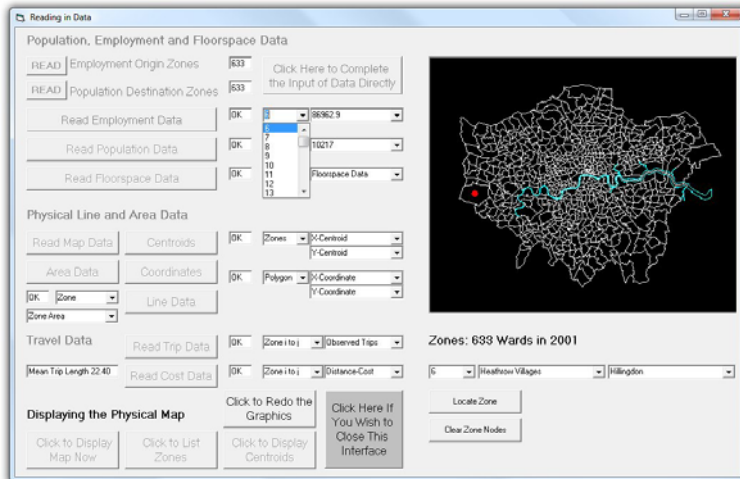 Reading in Data
Population, Employment and Floorspace Data
READ Employment Origin Zones 633 Click Here to Complete
the Input of Data Directly
READ Population Destination Zones 633
Read Employment Data OK 6 86962.9
6
7
8
9
10
11
12
13
Read Population Data OK 10217
Read Floorspace Data OK Floorspace Data
Physical Line and Area Data
Read Map Data Centroids OK Zones X-Centroid
Y-Centroid
Area Data Coordinates OK Polygon X-Coordinate
Y-Coordinate
OK Zone Line Data
Zone Area
Travel Data Read Trip Data OK Zone i to j Observed Trips
Mean Trip Length 22.40 Read Cost Data OK Zone i to j Distance-Cost
Displaying the Physical Map
Click to Redo the
Graphics
Click to Display
Map Now
Click to List
Zones
Click to Display
Centroids
Click Here If
You Wish to
Close This
Interface
Zones: 633 Wards in 2001
6 Heathrow Villages Hillingdon
Locate Zone
Clear Zone Nodes